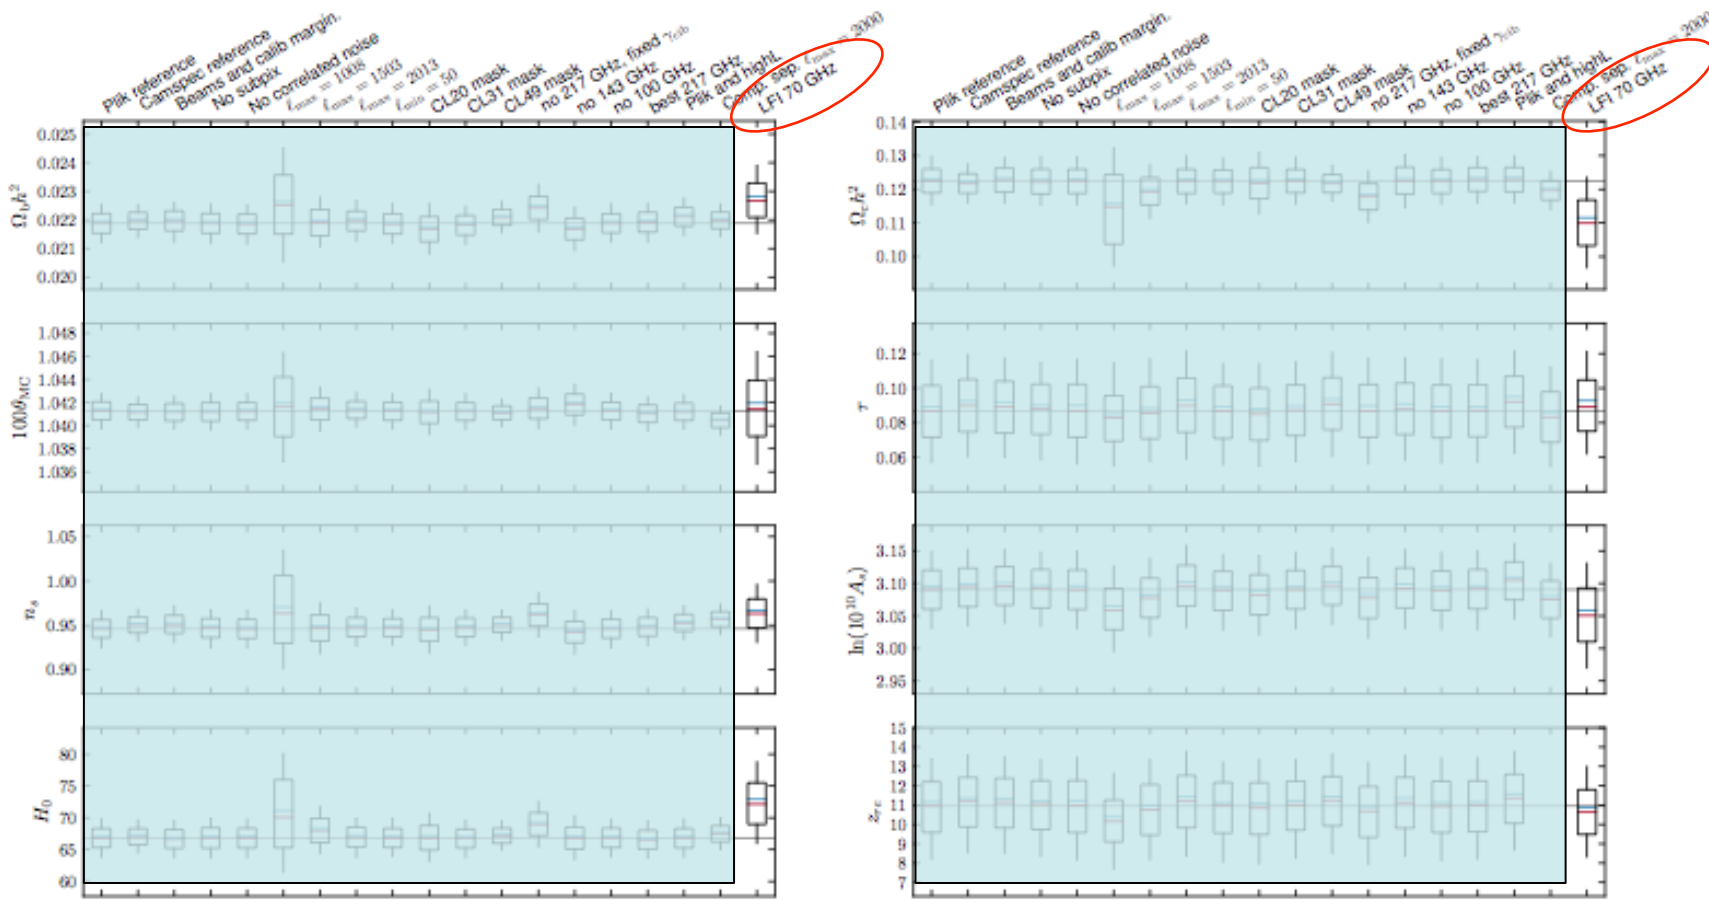 Plik reference
Camspec reference
Beams and calib margin.
No subpix
No correlated noise
ℓmax = 1008
ℓmax = 1503
ℓmax = 2013
ℓmin = 50
CL20 mask
CL31 mask
CL49 mask
no 217 GHz, fixed γcib
no 143 GHz
no 100 GHz
best 217 GHz
Plik and highL
Comp. sep. ℓmax = 2000
LFI 70 GHz
Plik reference
Camspec reference
Beams and calib margin.
No subpix
No correlated noise
ℓmax = 1008
ℓmax = 1503
ℓmax = 2013
ℓmin = 50
CL20 mask
CL31 mask
CL49 mask
no 217 GHz, fixed γcib
no 143 GHz
no 100 GHz
best 217 GHz
Plik and highL
Comp. sep. ℓmax = 2000
LFI 70 GHz
Ωbh²
0.025
0.024
0.023
0.022
0.021
0.020
Ωch²
0.14
0.13
0.12
0.11
0.10
100θMC
1.048
1.046
1.044
1.042
1.040
1.038
1.036
τ
0.12
0.10
0.08
0.06
ns
1.05
1.00
0.95
0.90
ln(10¹⁰As)
3.15
3.10
3.05
3.00
2.95
H0
80
75
70
65
60
zre
15
14
13
12
11
10
9
8
7